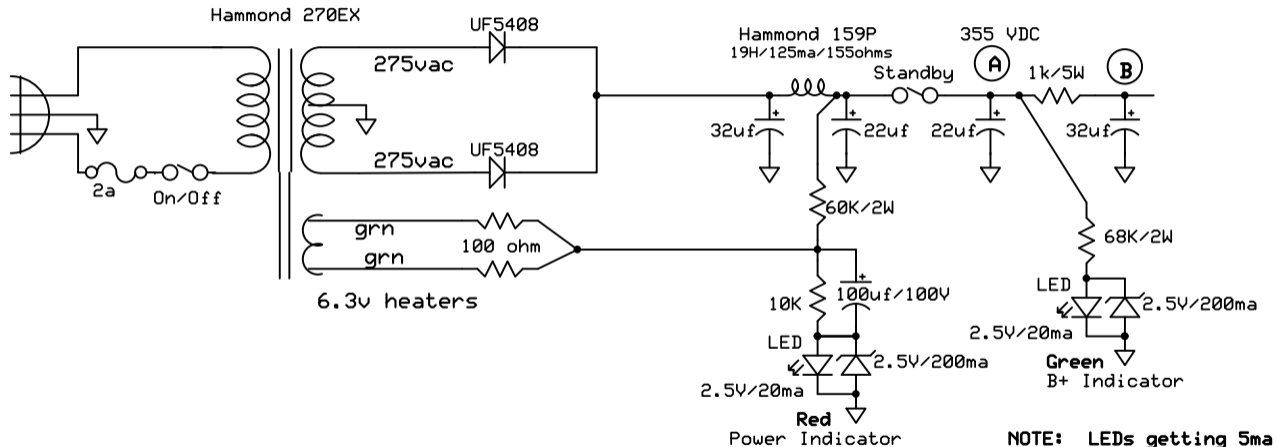 Hammond 270EX
UF5408
275vac
Hammond 159P
19H/125ma/155ohms
355 VDC
Standby
A
1k/5W
B
+
32uf
+
22uf
+
22uf
+
32uf
2a
On/Off
275vac
UF5408
60K/2W
68K/2W
grn
100 ohm
grn
6.3v heaters
+
10K
100uf/100V
LED
2.5V/200ma
2.5V/20ma
Red
Power Indicator
LED
2.5V/200ma
2.5V/20ma
Green
B+ Indicator
NOTE: LEDs getting 5ma